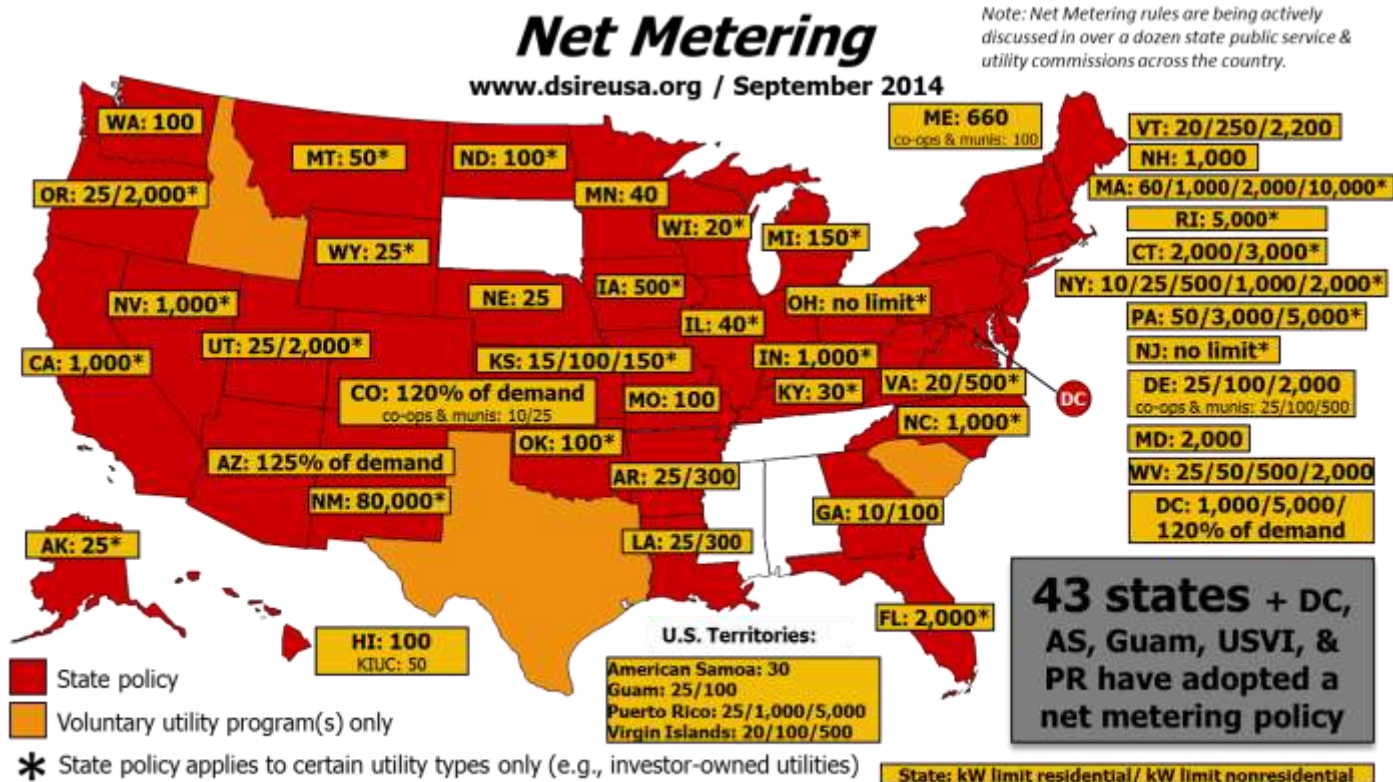 Net Metering
www.dsireusa.org / September 2014
Note: Net Metering rules are being actively
discussed in over a dozen state public service &
utility commissions across the country.
WA: 100
MT: 50*
ND: 100*
ME: 660
co-ops & munis: 100
VT: 20/250/2,200
NH: 1,000
OR: 25/2,000*
MN: 40
MA: 60/1,000/2,000/10,000*
WY: 25*
WI: 20*
MI: 150*
RI: 5,000*
CT: 2,000/3,000*
NV: 1,000*
NE: 25
IA: 500*
OH: no limit*
NY: 10/25/500/1,000/2,000*
IL: 40*
PA: 50/3,000/5,000*
CA: 1,000*
UT: 25/2,000*
KS: 15/100/150*
IN: 1,000*
NJ: no limit*
CO: 120% of demand
co-ops & munis: 10/25
MO: 100
KY: 30*
VA: 20/500*
DC
DE: 25/100/2,000
co-ops & munis: 25/100/500
NC: 1,000*
OK: 100*
MD: 2,000
AZ: 125% of demand
AR: 25/300
WV: 25/50/500/2,000
NM: 80,000*
GA: 10/100
DC: 1,000/5,000/
120% of demand
AK: 25*
LA: 25/300
FL: 2,000*
HI: 100
KIUC: 50
U.S. Territories:
American Samoa: 30
Guam: 25/100
Puerto Rico: 25/1,000/5,000
Virgin Islands: 20/100/500
43 states + DC,
AS, Guam, USVI, &
PR have adopted a
net metering policy
State policy
Voluntary utility program(s) only
* State policy applies to certain utility types only (e.g., investor-owned utilities)
State: kW limit residential/ kW limit nonresidential